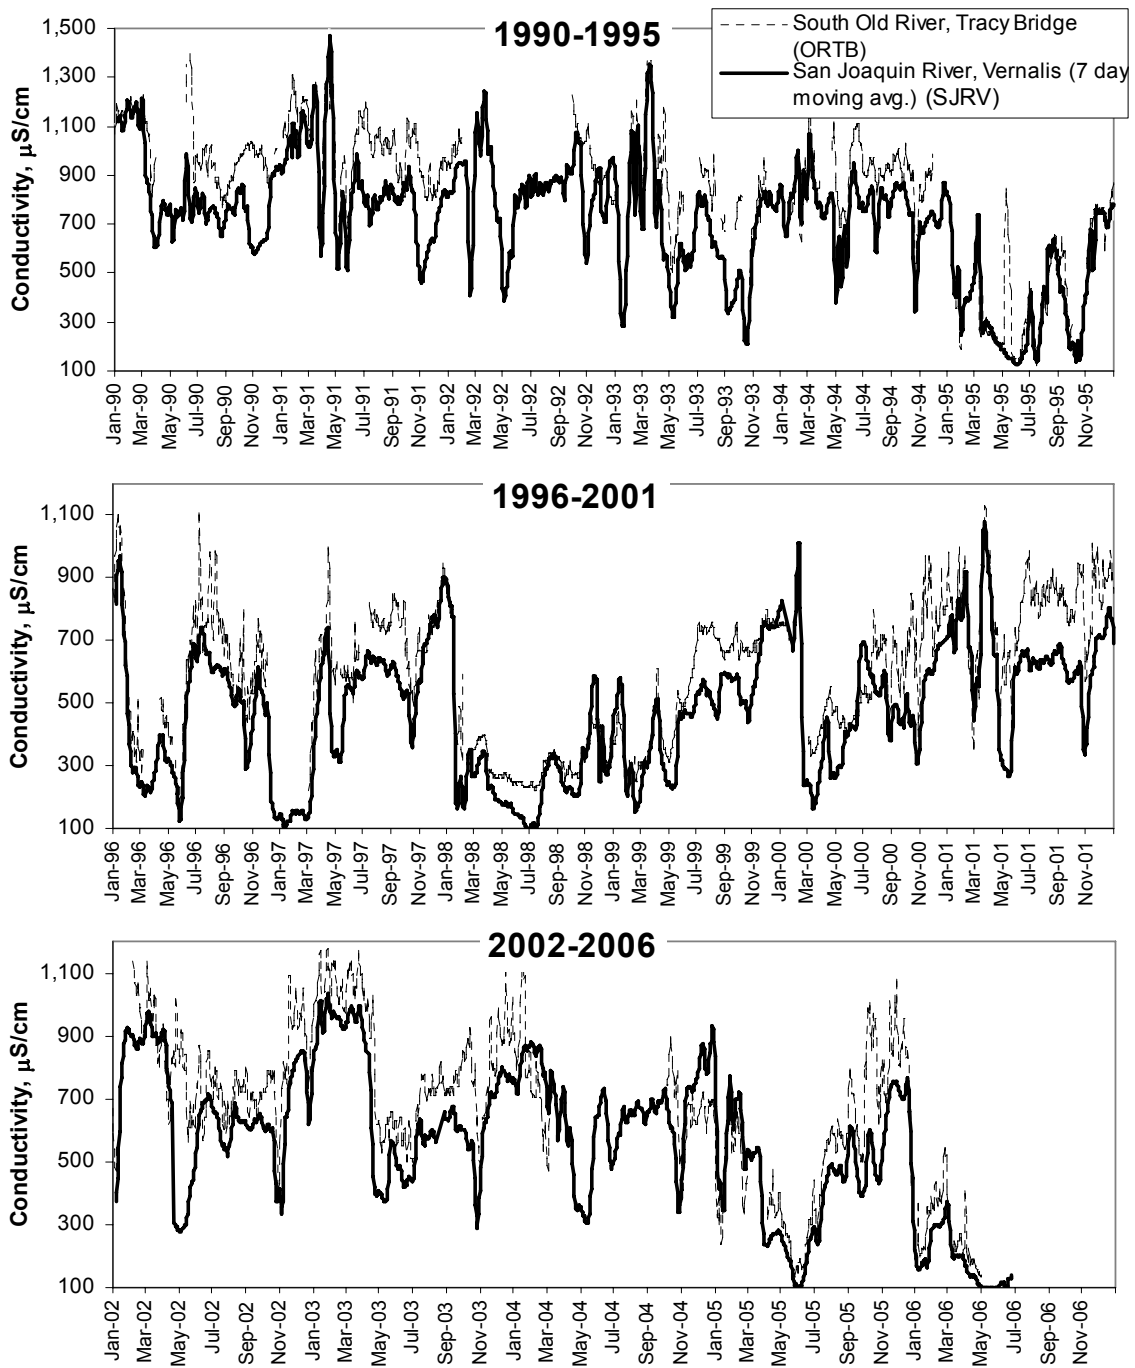 1990-1995
South Old River, Tracy Bridge
(ORTB)
San Joaquin River, Vernalis (7 day
moving avg.) (SJRV)
Conductivity, µS/cm
1,500
1,300
1,100
900
700
500
300
100
Jan-90
Mar-90
May-90
Jul-90
Sep-90
Nov-90
Jan-91
Mar-91
May-91
Jul-91
Sep-91
Nov-91
Jan-92
Mar-92
May-92
Jul-92
Sep-92
Nov-92
Jan-93
Mar-93
May-93
Jul-93
Sep-93
Nov-93
Jan-94
Mar-94
May-94
Jul-94
Sep-94
Nov-94
Jan-95
Mar-95
May-95
Jul-95
Sep-95
Nov-95
1996-2001
Conductivity, µS/cm
1,100
900
700
500
300
100
Jan-96
Mar-96
May-96
Jul-96
Sep-96
Nov-96
Jan-97
Mar-97
May-97
Jul-97
Sep-97
Nov-97
Jan-98
Mar-98
May-98
Jul-98
Sep-98
Nov-98
Jan-99
Mar-99
May-99
Jul-99
Sep-99
Nov-99
Jan-00
Mar-00
May-00
Jul-00
Sep-00
Nov-00
Jan-01
Mar-01
May-01
Jul-01
Sep-01
Nov-01
2002-2006
Conductivity, µS/cm
1,100
900
700
500
300
100
Jan-02
Mar-02
May-02
Jul-02
Sep-02
Nov-02
Jan-03
Mar-03
May-03
Jul-03
Sep-03
Nov-03
Jan-04
Mar-04
May-04
Jul-04
Sep-04
Nov-04
Jan-05
Mar-05
May-05
Jul-05
Sep-05
Nov-05
Jan-06
Mar-06
May-06
Jul-06
Sep-06
Nov-06